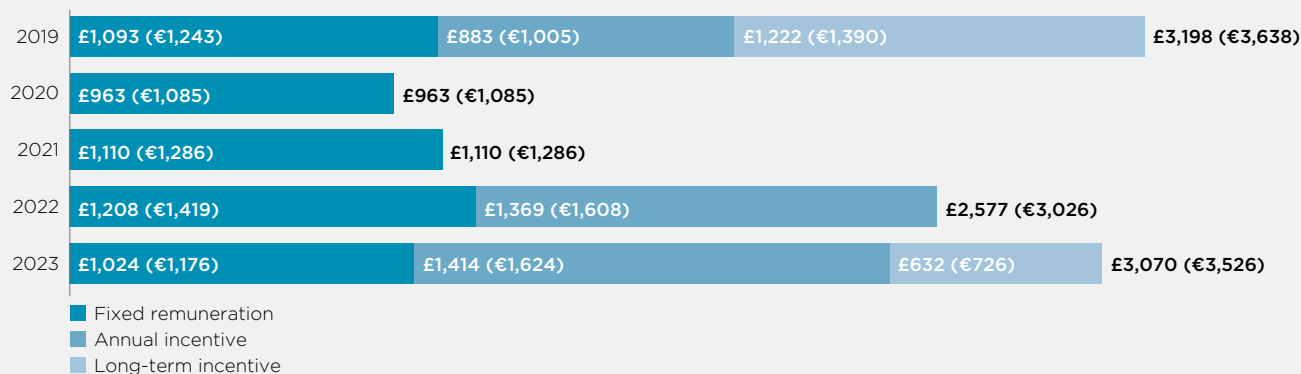 2019 £1,093 (€1,243) £883 (€1,005) £1,222 (€1,390) £3,198 (€3,638)
2020 £963 (€1,085) £963 (€1,085)
2021 £1,110 (€1,286) £1,110 (€1,286)
2022 £1,208 (€1,419) £1,369 (€1,608) £2,577 (€3,026)
2023 £1,024 (€1,176) £1,414 (€1,624) £632 (€726) £3,070 (€3,526)
Fixed remuneration
Annual incentive
Long-term incentive